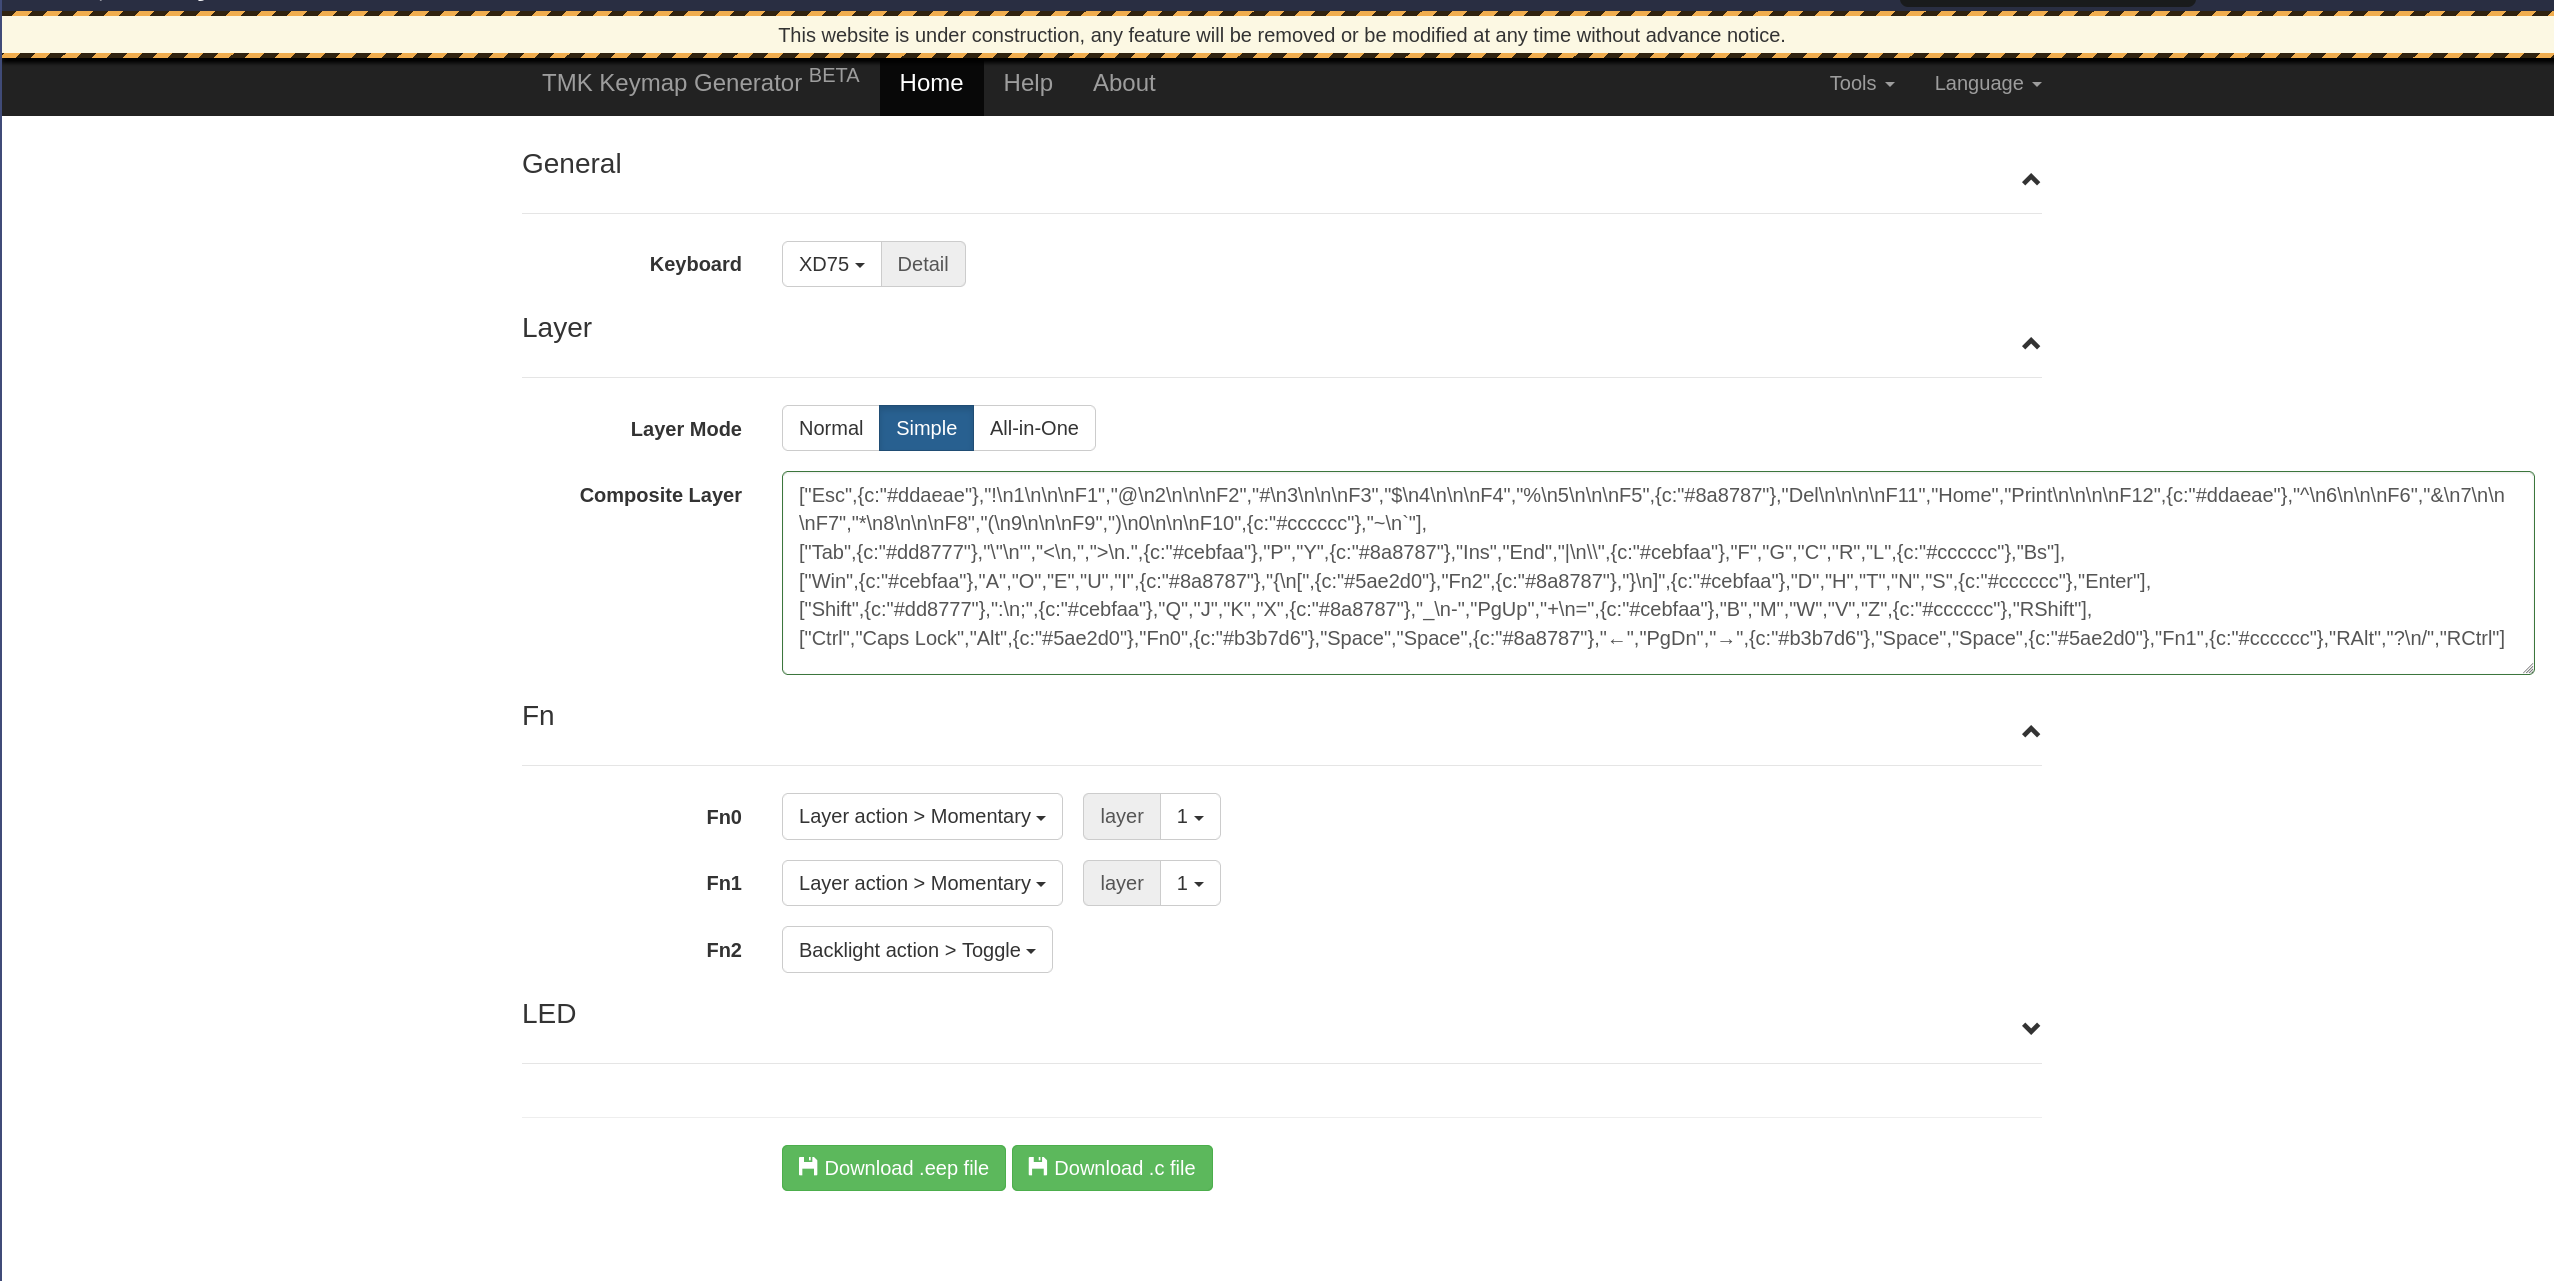 This website is under construction, any feature will be removed or be modified at any time without advance notice.
TMK Keymap Generator BETA Home Help About Tools Language
General
Keyboard XD75 Detail
Layer
Layer Mode Normal Simple All-in-One
Composite Layer ["Esc",{c:"#ddaeae"},"!\n1\n\n\nF1","@\n2\n\n\nF2","#\n3\n\n\nF3","$\n4\n\n\nF4","%\n5\n\n\nF5",{c:"#8a8787"},"Del\n\n\n\nF11","Home","Print\n\n\n\nF12",{c:"#ddaeae"},"^\n6\n\n\nF6","&\n7\n\n
\nF7","*\n8\n\n\nF8","(\n9\n\n\nF9",")\n0\n\n\nF10",{c:"#cccccc"},"~\n`"],
["Tab",{c:"#dd8777"},"\"\n'","<\n,",">\n.",{c:"#cebfaa"},"P","Y",{c:"#8a8787"},"Ins","End","|\n\\",{c:"#cebfaa"},"F","G","C","R","L",{c:"#cccccc"},"Bs"],
["Win",{c:"#cebfaa"},"A","O","E","U","I",{c:"#8a8787"},"{\n[",{c:"#5ae2d0"},"Fn2",{c:"#8a8787"},"}\n]",{c:"#cebfaa"},"D","H","T","N","S",{c:"#cccccc"},"Enter"],
["Shift",{c:"#dd8777"},":\n;",{c:"#cebfaa"},"Q","J","K","X",{c:"#8a8787"},"_\n-","PgUp","+\n=",{c:"#cebfaa"},"B","M","W","V","Z",{c:"#cccccc"},"RShift"],
["Ctrl","Caps Lock","Alt",{c:"#5ae2d0"},"Fn0",{c:"#b3b7d6"},"Space","Space",{c:"#8a8787"},"←","PgDn","→",{c:"#b3b7d6"},"Space","Space",{c:"#5ae2d0"},"Fn1",{c:"#cccccc"},"RAlt","?\n/","RCtrl"]
Fn
Fn0 Layer action > Momentary layer 1
Fn1 Layer action > Momentary layer 1
Fn2 Backlight action > Toggle
LED
Download .eep file Download .c file